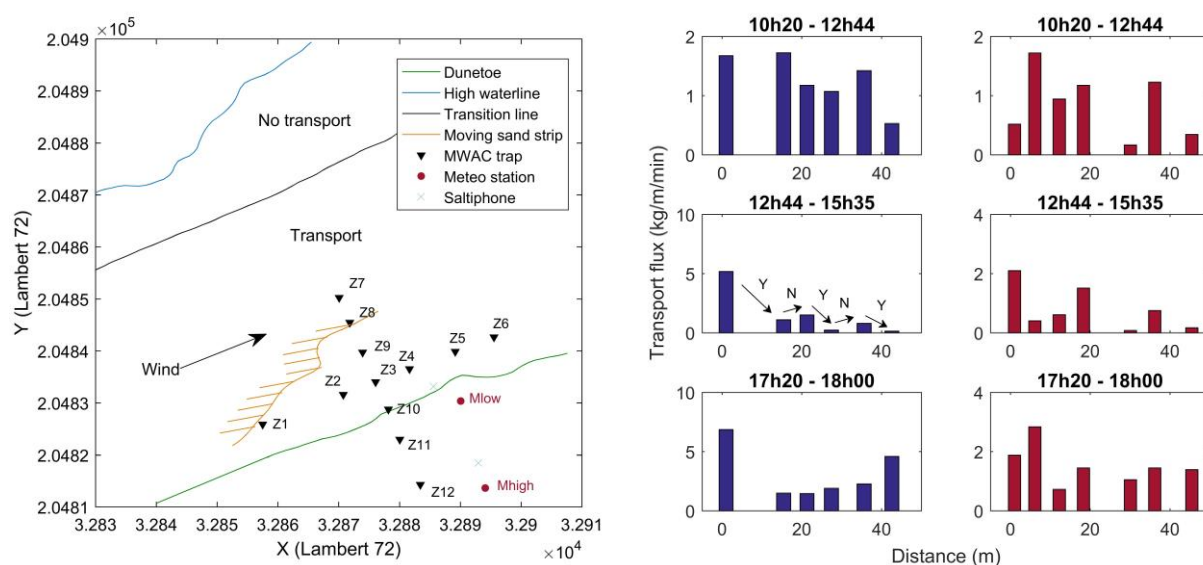 ×10⁵
2.049
2.0489
2.0488
2.0487
2.0486
2.0485
2.0484
2.0483
2.0482
2.0481
Y (Lambert 72)
3.283
3.284
3.285
3.286
3.287
3.288
3.289
3.29
3.291
X (Lambert 72)
×10⁴
Dunetoe
High waterline
Transition line
Moving sand strip
MWAC trap
Meteo station
Saltiphone
No transport
Transport
Wind
Z7
Z8
Z5
Z6
Z9
Z4
Z3
Z2
Z10
Z1
Z11
Z12
Mlow
Mhigh
Transport flux (kg/m/min)
10h20 - 12h44
2
1
0
0 20 40
10h20 - 12h44
2
1
0
0 20 40
12h44 - 15h35
10
5
0
Y N Y N Y
0 20 40
12h44 - 15h35
4
2
0
0 20 40
17h20 - 18h00
10
5
0
0 20 40
17h20 - 18h00
4
2
0
0 20 40
Distance (m)